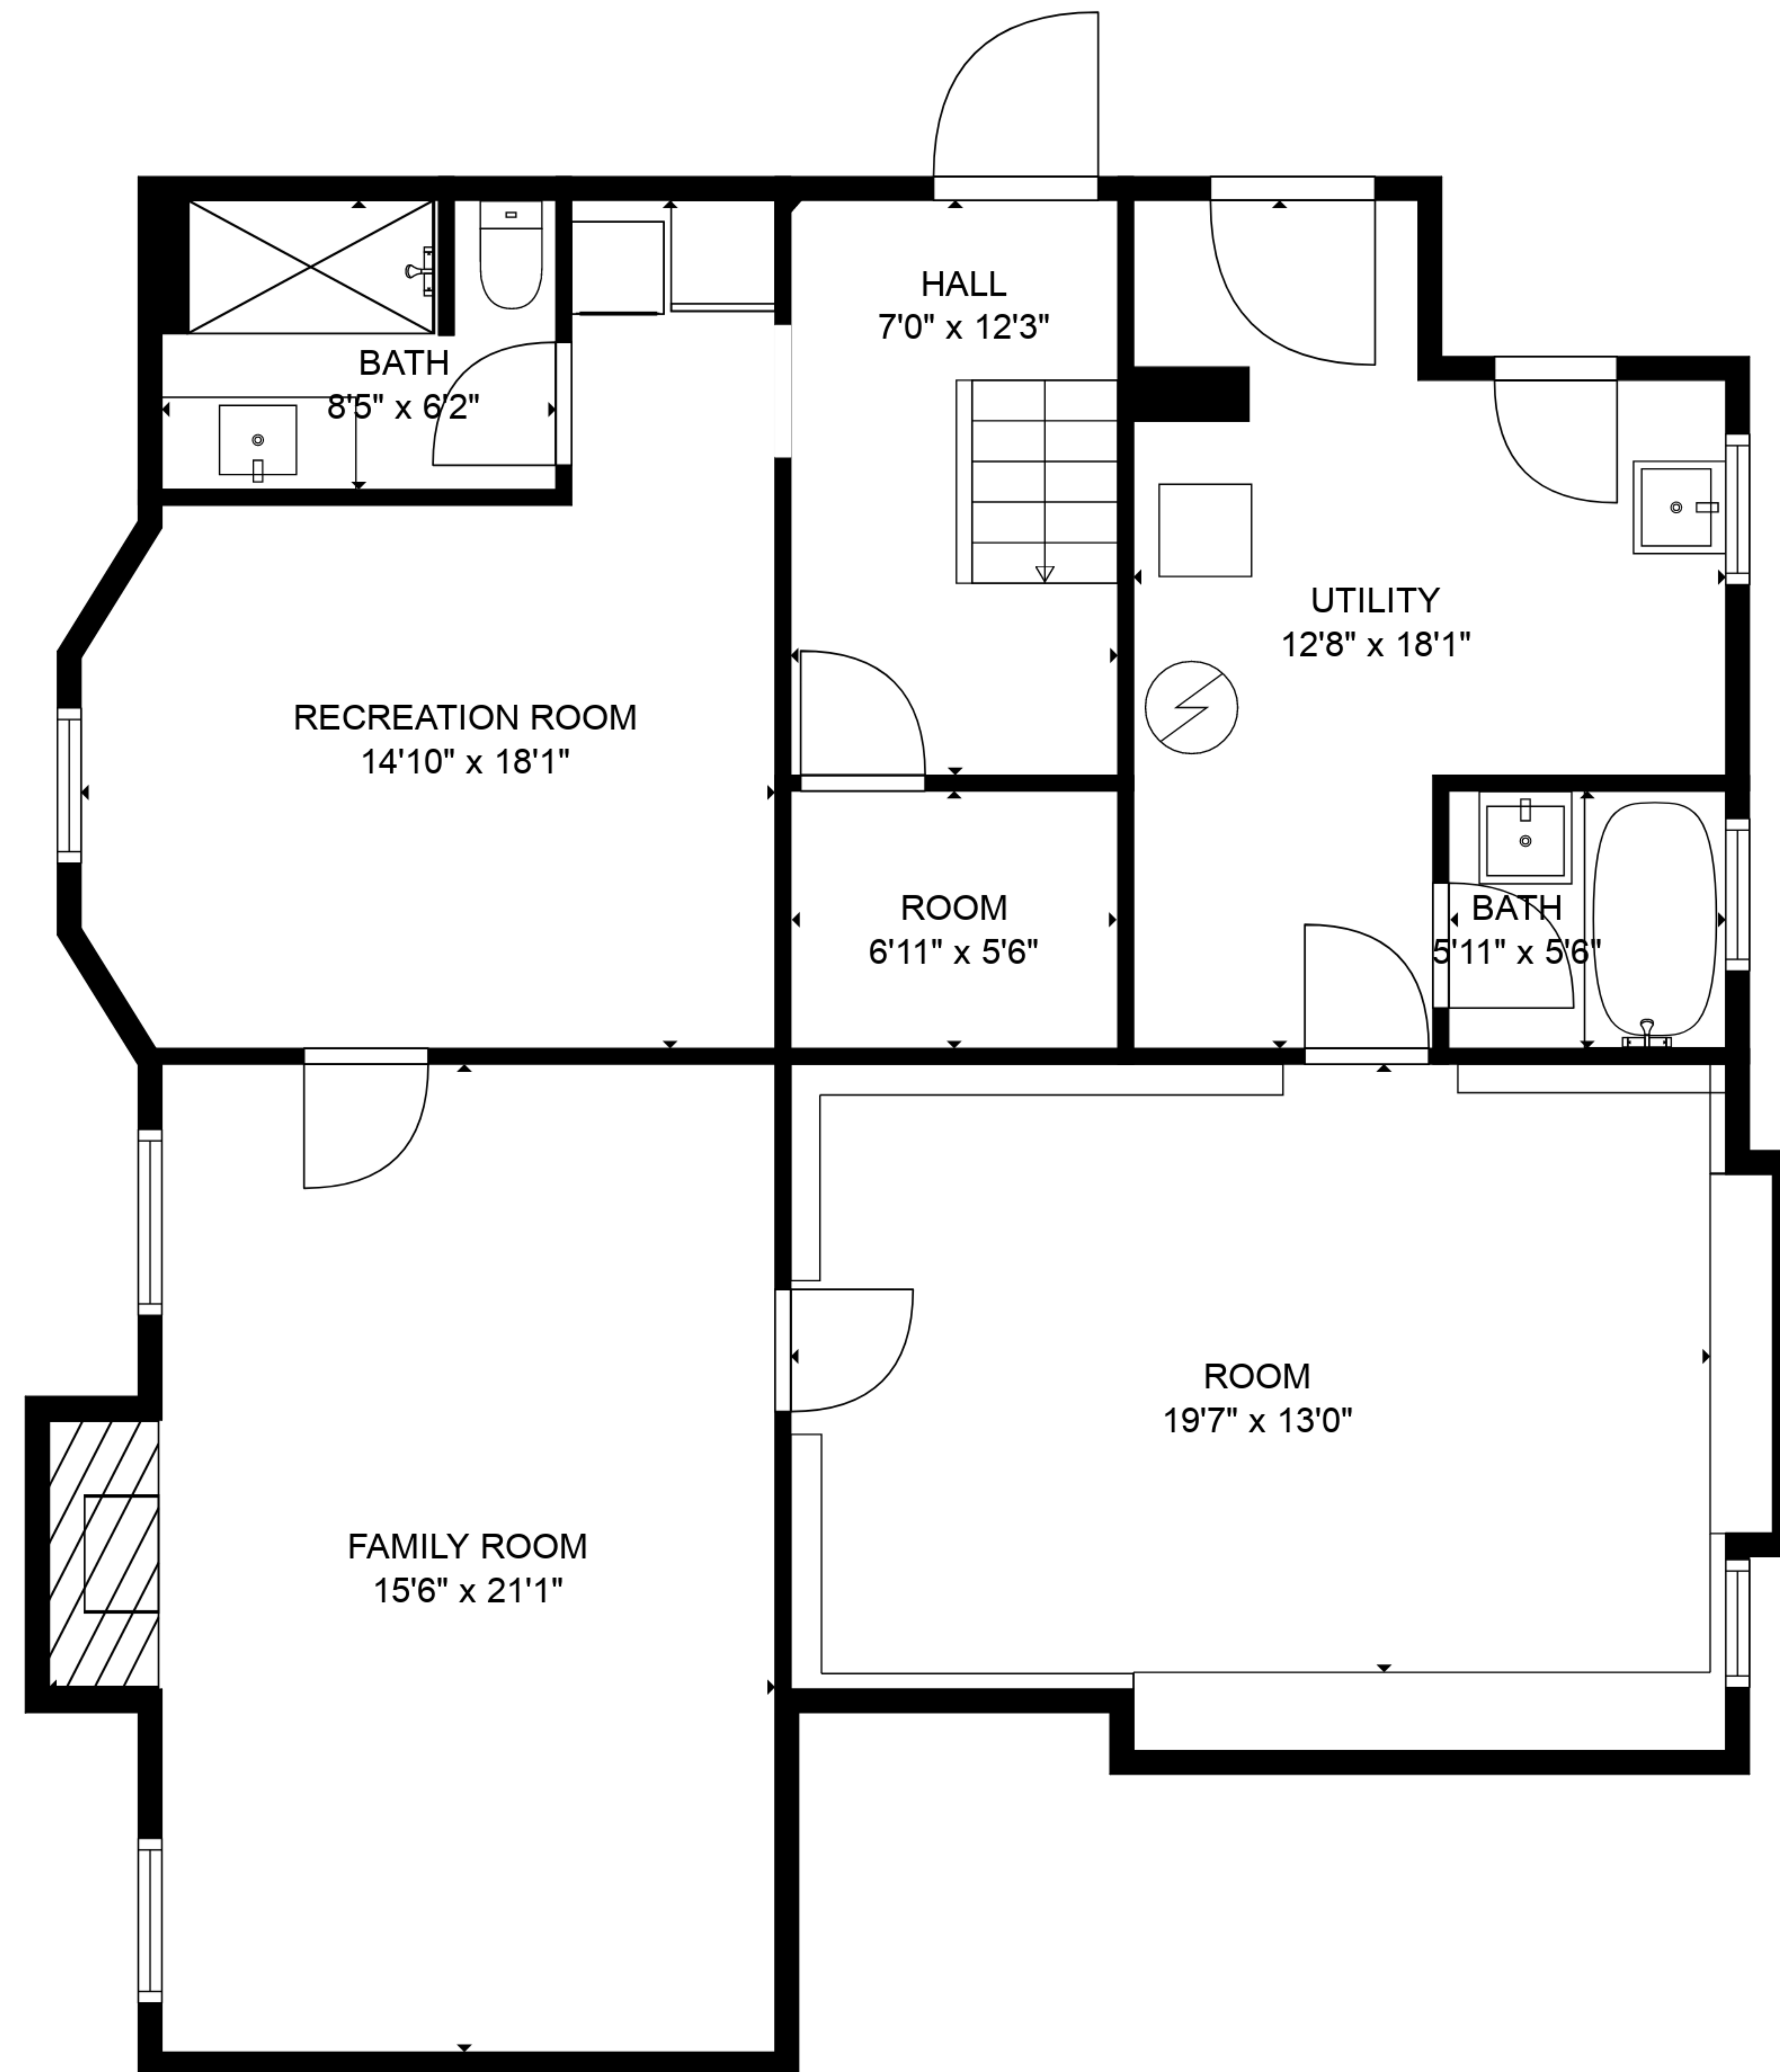 HALL
7'0" x 12'3"
BATH
8'5" x 6'2"
UTILITY
12'8" x 18'1"
RECREATION ROOM
14'10" x 18'1"
ROOM
6'11" x 5'6"
BATH
5'11" x 5'6"
ROOM
19'7" x 13'0"
FAMILY ROOM
15'6" x 21'1"